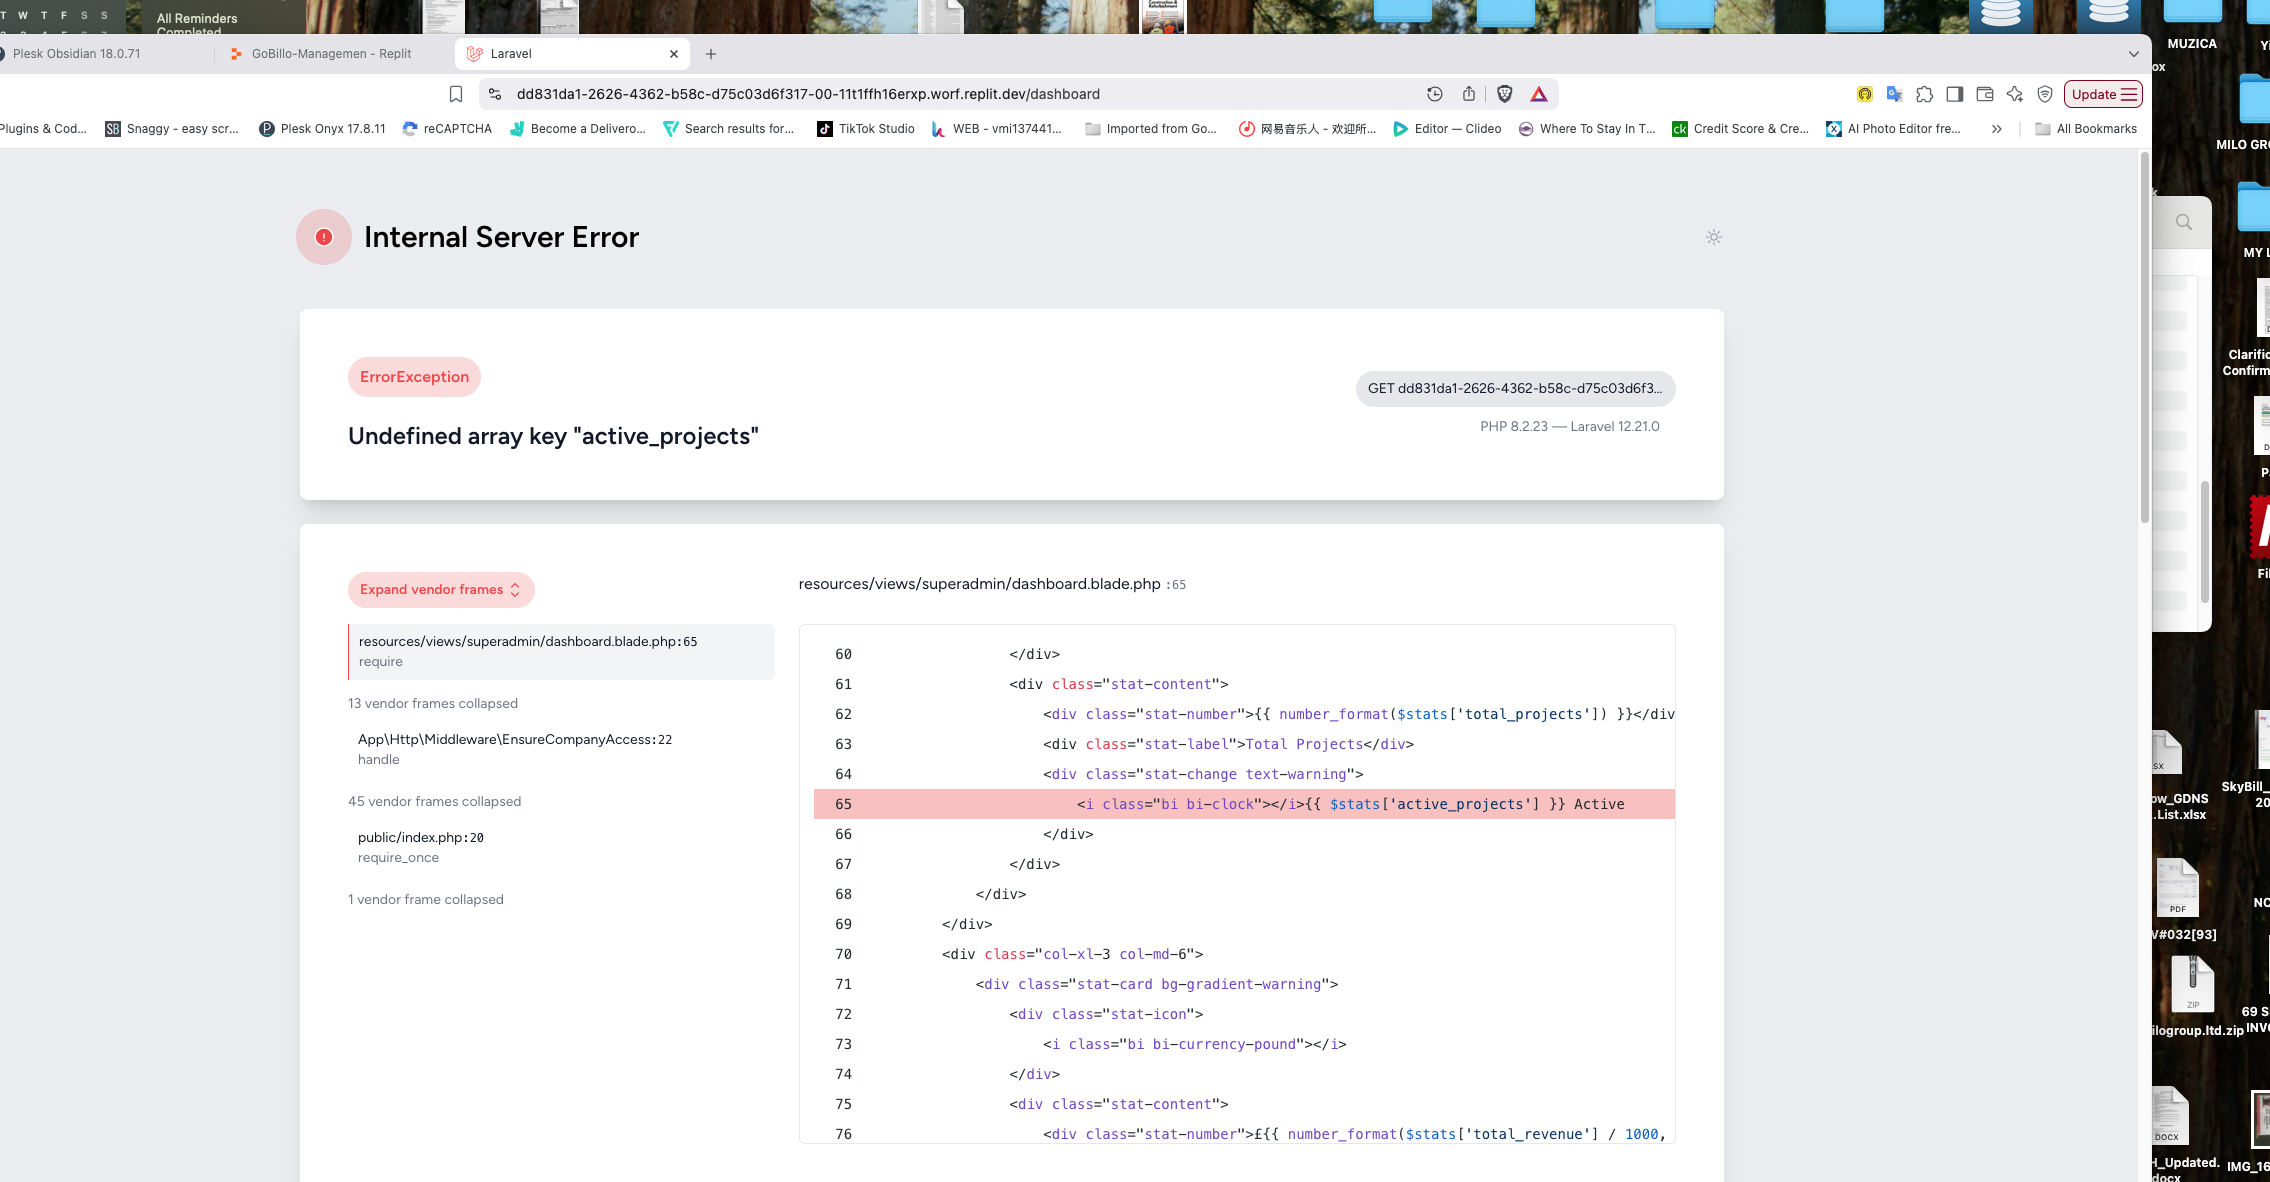 T W T F S S
All Reminders
Completed
Plesk Obsidian 18.0.71
GoBillo-Managemen - Replit
Laravel
MUZICA
dd831da1-2626-4362-b58c-d75c03d6f317-00-11t1ffh16erxp.worf.replit.dev/dashboard
Update
Plugins & Cod...
SB Snaggy - easy scr...
Plesk Onyx 17.8.11
reCAPTCHA
Become a Delivero...
Search results for...
TikTok Studio
WEB - vmi137441...
Imported from Go...
网易音乐人 - 欢迎所...
Editor — Clideo
Where To Stay In T...
ck Credit Score & Cre...
AI Photo Editor fre...
All Bookmarks
MILO GR
Internal Server Error
MY L
ErrorException
GET dd831da1-2626-4362-b58c-d75c03d6f3...
Undefined array key "active_projects"
PHP 8.2.23 — Laravel 12.21.0
Clarific
Confirm
Expand vendor frames
resources/views/superadmin/dashboard.blade.php:65
require
13 vendor frames collapsed
App\Http\Middleware\EnsureCompanyAccess:22
handle
45 vendor frames collapsed
public/index.php:20
require_once
1 vendor frame collapsed
resources/views/superadmin/dashboard.blade.php :65
60 </div>
61 <div class="stat-content">
62 <div class="stat-number">{{ number_format($stats['total_projects']) }}</div
63 <div class="stat-label">Total Projects</div>
64 <div class="stat-change text-warning">
65 <i class="bi bi-clock"></i>{{ $stats['active_projects'] }} Active
66 </div>
67 </div>
68 </div>
69 </div>
70 <div class="col-xl-3 col-md-6">
71 <div class="stat-card bg-gradient-warning">
72 <div class="stat-icon">
73 <i class="bi bi-currency-pound"></i>
74 </div>
75 <div class="stat-content">
76 <div class="stat-number">£{{ number_format($stats['total_revenue'] / 1000,
SkyBill_
20
ow_GDNS
.List.xlsx
PDF
V#032[93]
NC
ZIP
ilogroup.ltd.zip
69 S
INV
DOCX
H_Updated.
docx
IMG_16